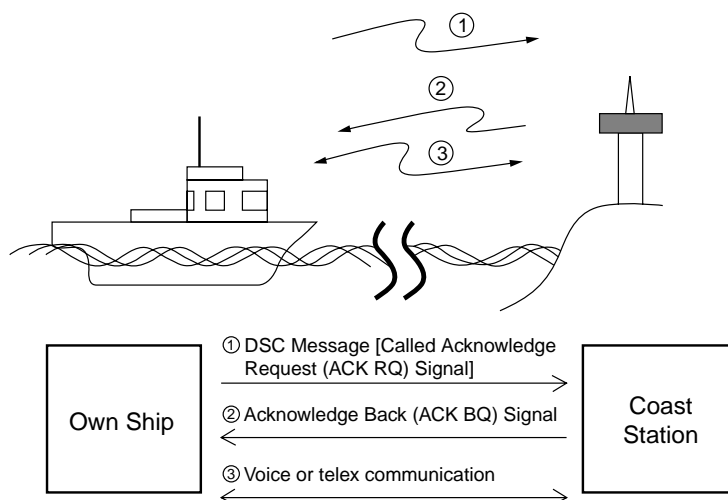 ①
②
③
① DSC Message [Called Acknowledge
Request (ACK RQ) Signal]
Own Ship
② Acknowledge Back (ACK BQ) Signal
Coast
Station
③ Voice or telex communication